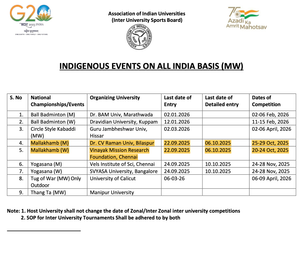 G20
Association of Indian Universities
(Inter University Sports Board)
75
Azadi Ka
Amrit Mahotsav
INDIGENOUS EVENTS ON ALL INDIA BASIS (MW)
S. No National Championships/Events Organizing University Last date of Entry Last date of Detailed entry Dates of Competition
1. Ball Badminton (M) Dr. BAM Univ, Marathwada 02.01.2026 02-06 Feb, 2026
2. Ball Badminton (W) Dravidian University, Kuppam 12.01.2026 11-15 Feb, 2026
3. Circle Style Kabaddi (MW) Guru Jambheshwar Univ, Hissar 02.03.2026 02-06 April, 2026
4. Mallakhamb (M) Dr. CV Raman Univ, Bilaspur 22.09.2025 06.10.2025 25-29 Oct, 2025
5. Mallakhamb (W) Vinayak Mission Research Foundation, Chennai 22.09.2025 06.10.2025 20-24 Oct, 2025
6. Yogasana (M) Vels Institute of Sci, Chennai 24.09.2025 10.10.2025 24-28 Nov, 2025
7. Yogasana (W) SVYASA University, Bangalore 24.09.2025 10.10.2025 24-28 Nov, 2025
8. Tug of War (MW) Only Outdoor University of Calicut 06-03-26 06-09 April, 2026
9. Thang Ta (MW) Manipur University
Note: 1. Host University shall not change the date of Zonal/Inter Zonal inter university competitions
2. SOP for Inter University Tournaments Shall be adhered to by both